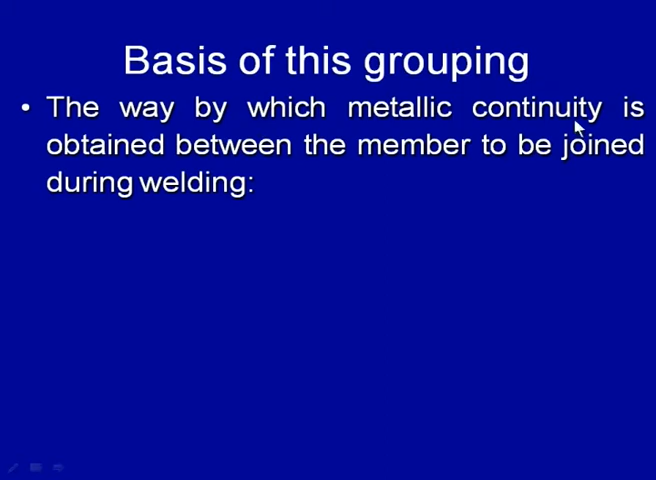 Basis of this grouping
• The way by which metallic continuity is
obtained between the member to be joined
during welding: